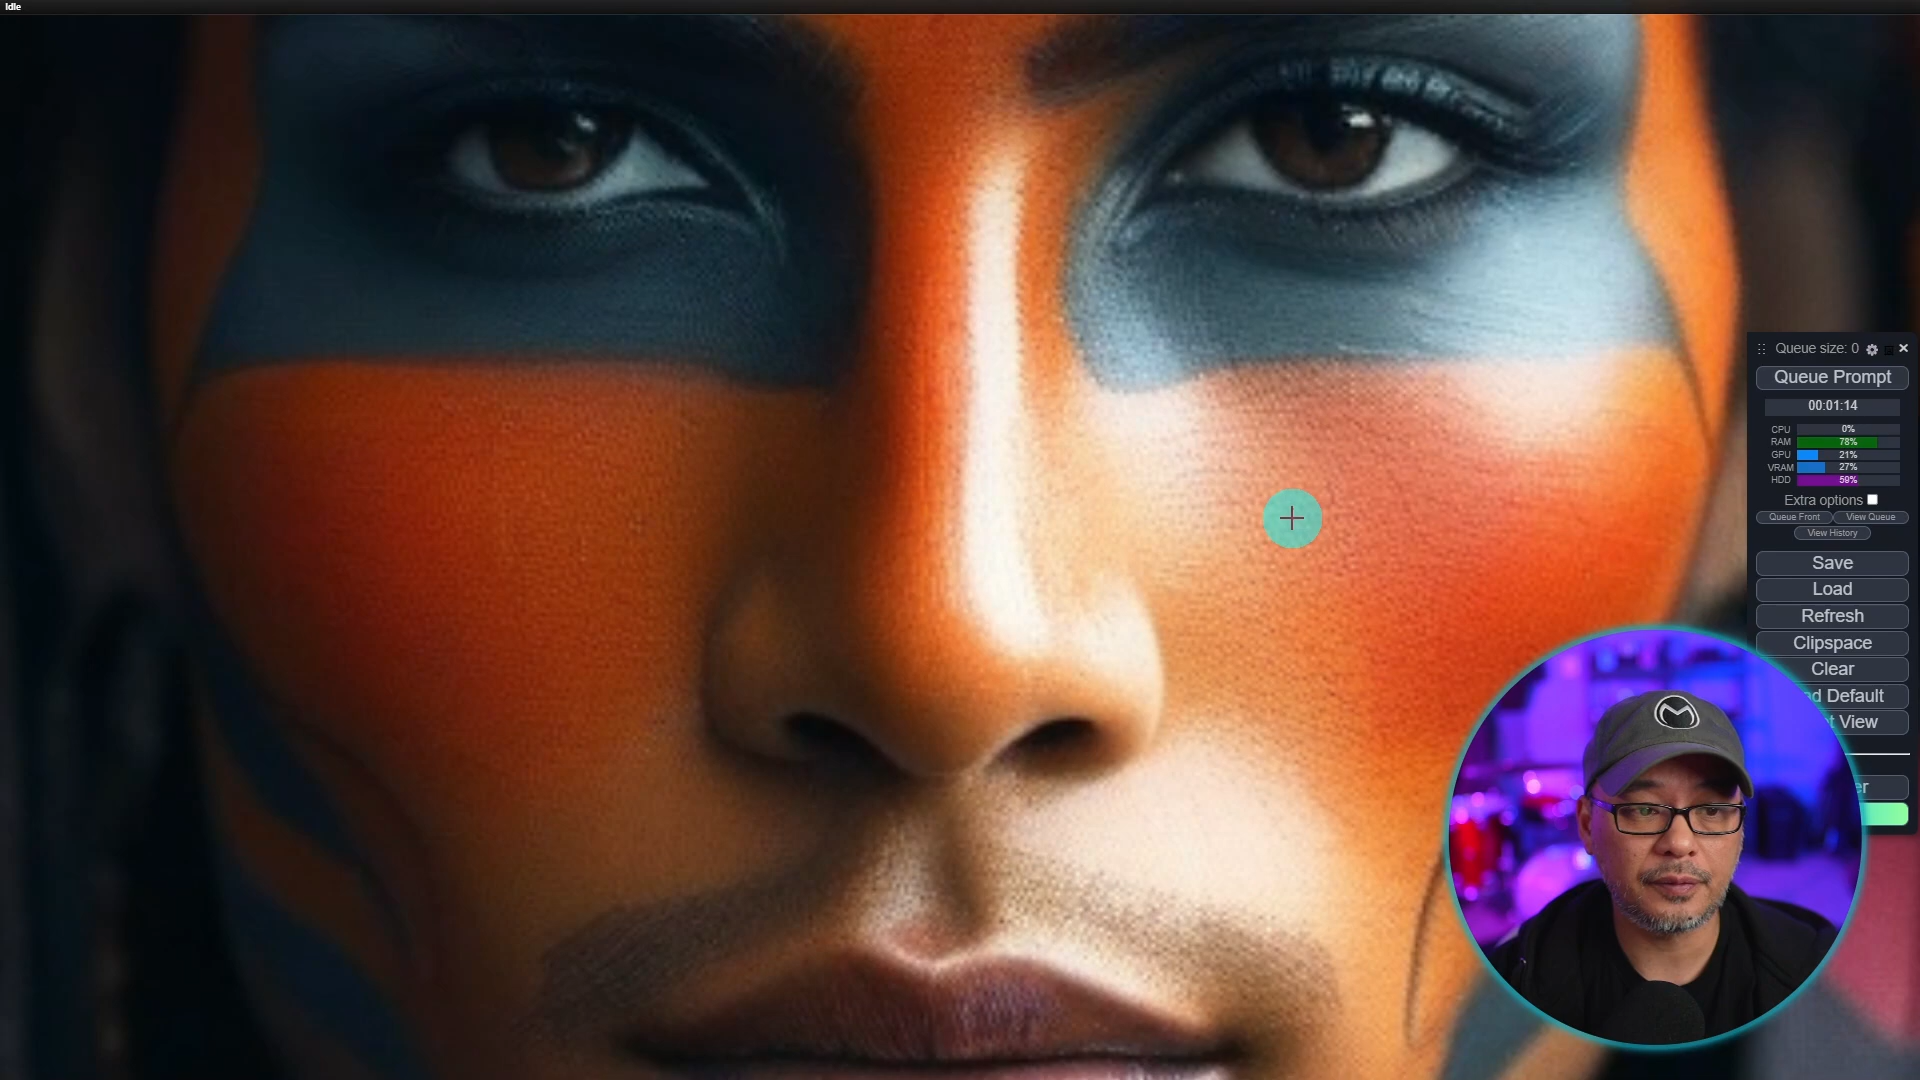 Idle
Queue size: 0
Queue Prompt
00:01:14
CPU 0%
RAM 78%
GPU 21%
VRAM 27%
HDD 59%
Extra options
Queue Front View Queue
View History
Save
Load
Refresh
Clipspace
Clear
Default
View